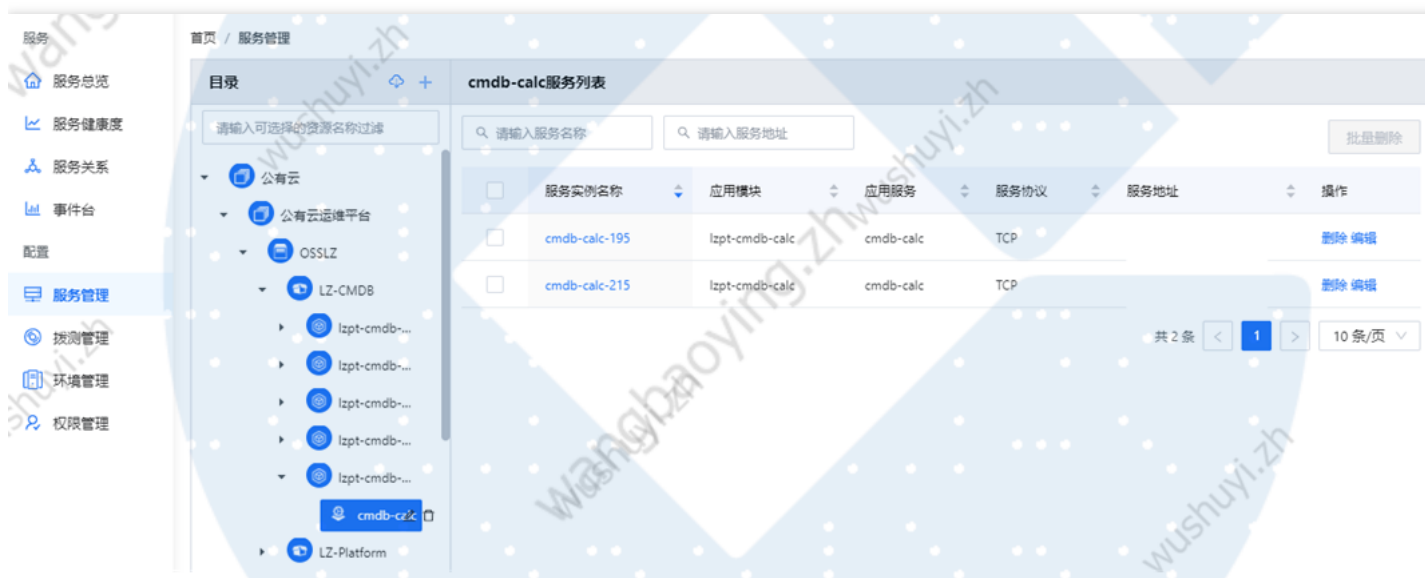 服务
服务总览
服务健康度
服务关系
事件台
配置
服务管理
拨测管理
环境管理
权限管理
首页 / 服务管理
目录
请输入可选择的资源名称过滤
公有云
公有云运维平台
OSSLZ
LZ-CMDB
lzpt-cmdb-...
lzpt-cmdb-...
lzpt-cmdb-...
lzpt-cmdb-...
lzpt-cmdb-...
cmdb-calc
LZ-Platform
cmdb-calc服务列表
请输入服务名称 请输入服务地址
批量删除
服务实例名称 应用模块 应用服务 服务协议 服务地址 操作
cmdb-calc-195 lzpt-cmdb-calc cmdb-calc TCP 删除 编辑
cmdb-calc-215 lzpt-cmdb-calc cmdb-calc TCP 删除 编辑
共 2 条 < 1 > 10 条/页
wushuyi.zh
wushuyi.zh
wushuyi.zh
wangbaoying.zh
wushuyi.zh
wushuyi.zh